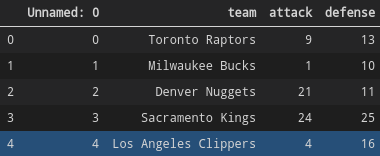 Unnamed: 0 team attack defense
0 0 Toronto Raptors 9 13
1 1 Milwaukee Bucks 1 10
2 2 Denver Nuggets 21 11
3 3 Sacramento Kings 24 25
4 4 Los Angeles Clippers 4 16